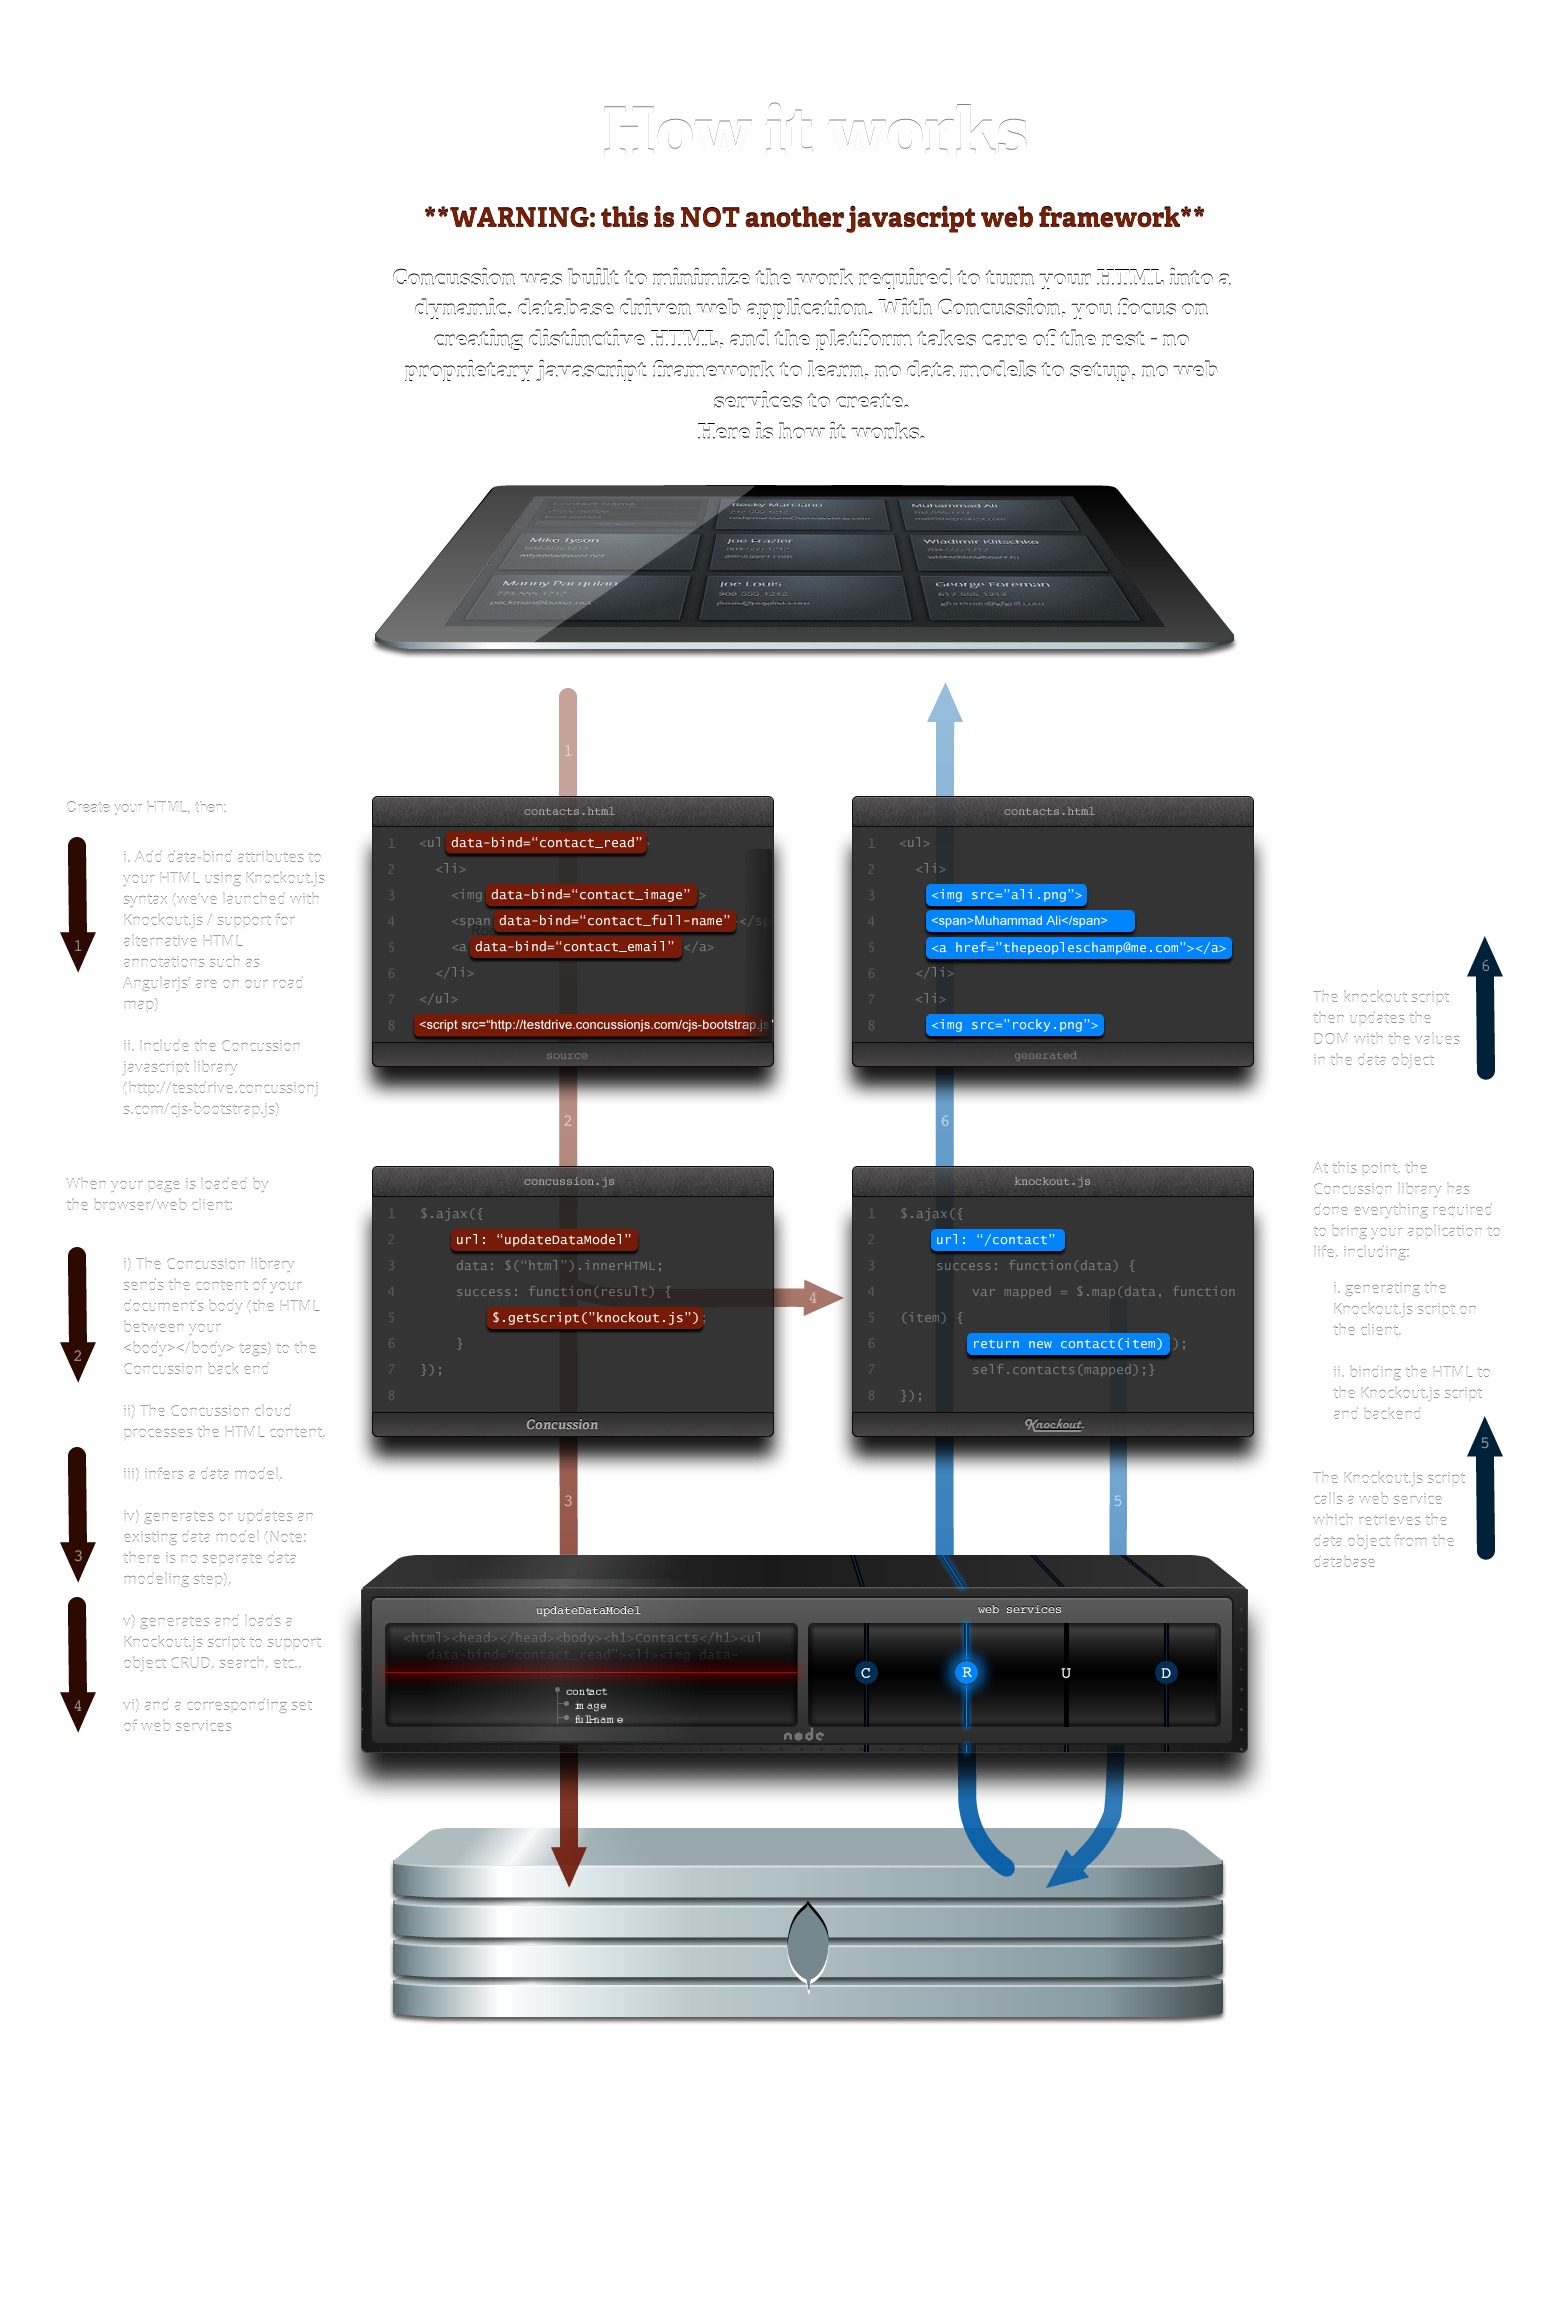 How it works
**WARNING: this is NOT another javascript web framework**
Concussion was built to minimize the work required to turn your HTML into a
dynamic, database driven web application. With Concussion, you focus on
creating distinctive HTML, and the platform takes care of the rest - no
proprietary javascript framework to learn, no data models to setup, no web
services to create.
Here is how it works.
Contact Name
Rocky Marciano
Muhammad Ali
Mike Tyson
Joe Frazier
Wladimir Klitschko
Manny Pacquiao
774-555-1212
packman@boxer.net
Joe Louis
900-555-1212
George Foreman
617-555-1212
1
Create your HTML, then:
i. Add data-bind attributes to
your HTML using Knockout.js
syntax (we've launched with
Knockout.js / support for
alternative HTML
annotations such as
Angularjs' are on our road
map)
ii. Include the Concussion
javascript library
(http://testdrive.concussionj
s.com/cjs-bootstrap.js)
1
contacts.html
1 <ul data-bind=“contact_read”
2 <li>
3 <img data-bind=“contact_image” >
4 <span data-bind=“contact_full-name” </sp
5 <a data-bind=“contact_email” </a>
6 </li>
7 </ul>
8 <script src=“http://testdrive.concussionjs.com/cjs-bootstrap.js”
source
contacts.html
1 <ul>
2 <li>
3 <img src=”ali.png”>
4 <span>Muhammad Ali</span>
5 <a href=”thepeopleschamp@me.com”></a>
6 </li>
7 <li>
8 <img src=”rocky.png”>
generated
6
The knockout script
then updates the
DOM with the values
in the data object
2
6
When your page is loaded by
the browser/web client:
i) The Concussion library
sends the content of your
document's body (the HTML
between your
<body></body> tags) to the
Concussion back end
2
ii) The Concussion cloud
processes the HTML content,
iii) infers a data model,
iv) generates or updates an
existing data model (Note:
there is no separate data
modeling step),
3
v) generates and loads a
Knockout.js script to support
object CRUD, search, etc.,
vi) and a corresponding set
of web services
4
concussion.js
1 $.ajax({
2 url: “updateDataModel”
3 data: $(”html”).innerHTML;
4 success: function(result) {
5 $.getScript(”knockout.js”);
6 }
7 });
8
Concussion
4
knockout.js
1 $.ajax({
2 url: “/contact”
3 success: function(data) {
4 var mapped = $.map(data, function
5 (item) {
6 return new contact(item) );
7 self.contacts(mapped);}
8 });
Knockout.
At this point, the
Concussion library has
done everything required
to bring your application to
life, including:
i. generating the
Knockout.js script on
the client,
ii. binding the HTML to
the Knockout.js script
and backend
5
The Knockout.js script
calls a web service
which retrieves the
data object from the
database
3
5
updateDataModel
<html><head></head><body><h1>Contacts</h1><ul
data-bind="contact_read"><li><img data-
contact
image
full-name
web services
C R U D
node